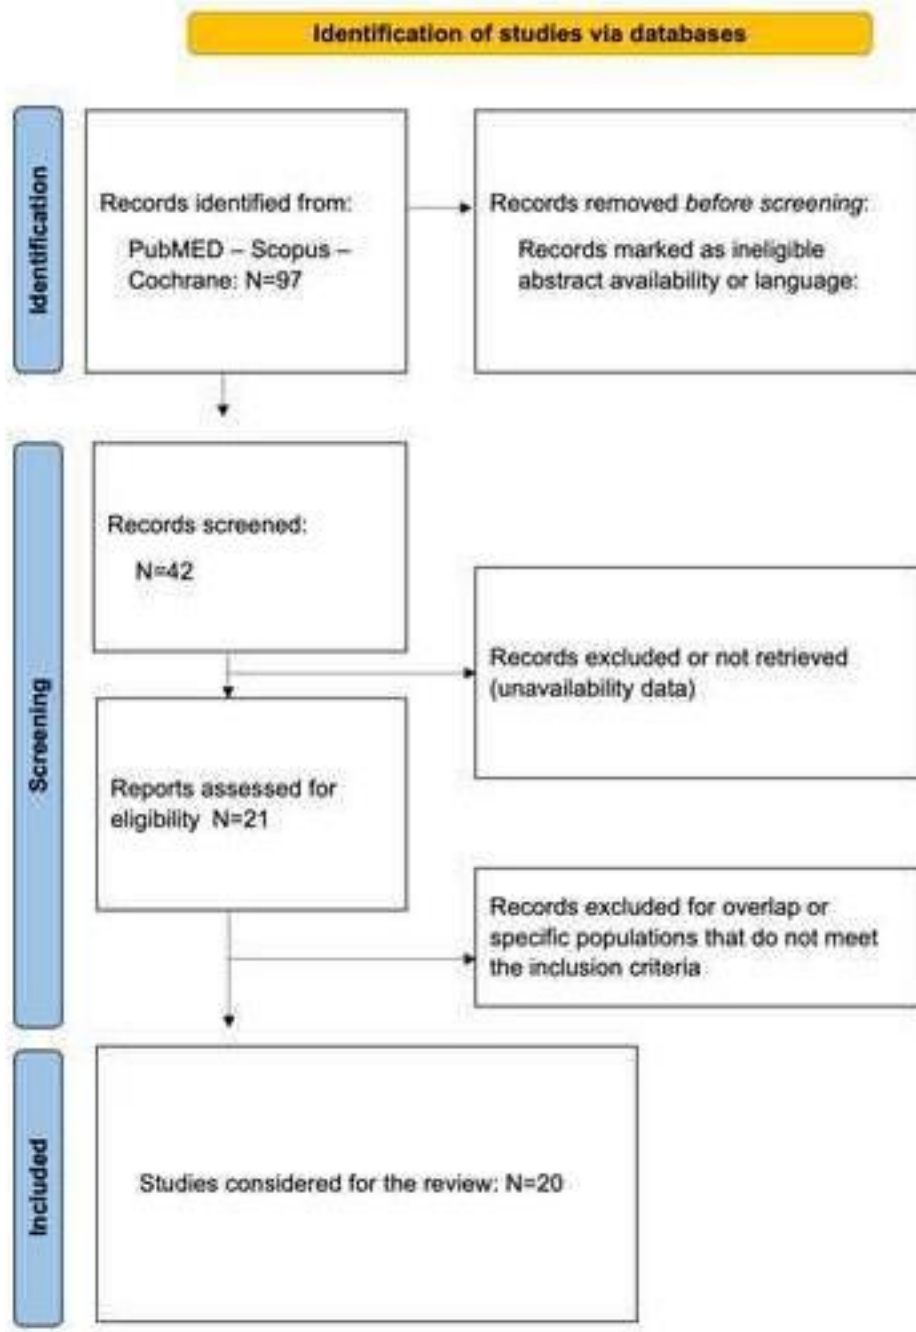 Identification of studies via databases
Identification
Records identified from:
PubMED – Scopus –
Cochrane: N=97
Records removed before screening:
Records marked as ineligible
abstract availability or language:
Screening
Records screened:
N=42
Records excluded or not retrieved
(unavailability data)
Reports assessed for
eligibility N=21
Records excluded for overlap or
specific populations that do not meet
the inclusion criteria
Included
Studies considered for the review: N=20